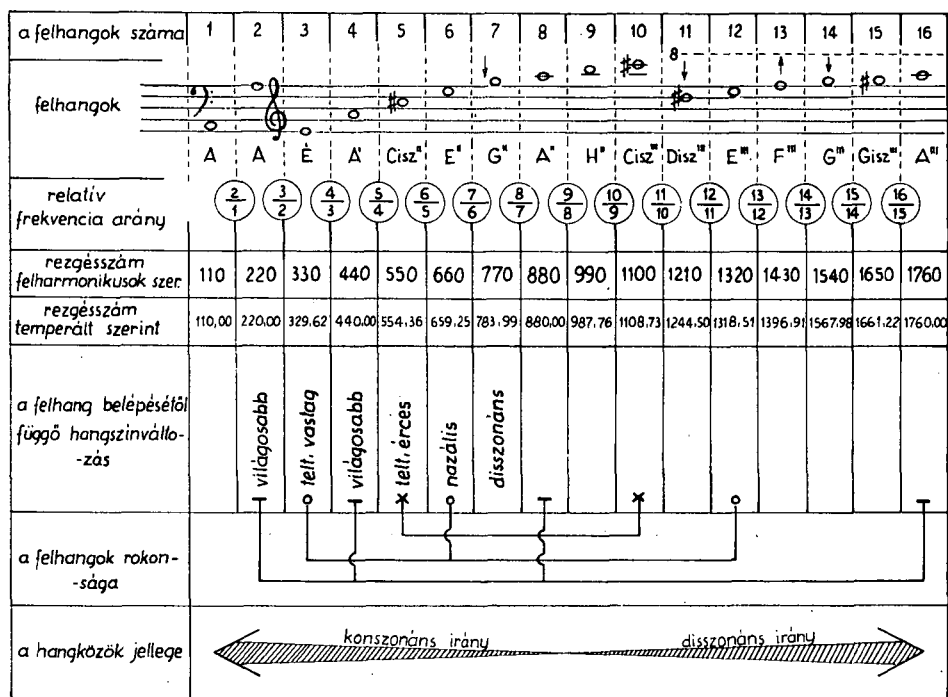 a felhangok száma 1 2 3 4 5 6 7 8 9 10 11 12 13 14 15 16
8
felhangok
A A É A' Cisz" E" G" A" H" Cisz''' Disz''' E''' F''' G''' Gisz''' A''''
relatív
frekvencia arány
2/1 3/2 4/3 5/4 6/5 7/6 8/7 9/8 10/9 11/10 12/11 13/12 14/13 15/14 16/15
rezgésszám
felharmonikusok szer.
110 220 330 440 550 660 770 880 990 1100 1210 1320 1430 1540 1650 1760
rezgésszám
temperált szerint
110,00 220,00 329,62 440,00 554,36 659,25 783,99 880,00 987,76 1108,73 1244,50 1318,51 1396,91 1567,98 1661,22 1760,00
a felhang belépésétől
függő hangszinválto-
-zás
világosabb
telt, vaslag
világosabb
telt, érces
nazális
disszonáns
a felhangok rokon-
-sága
a hangközök jellege
konszonáns irány
disszonáns irány